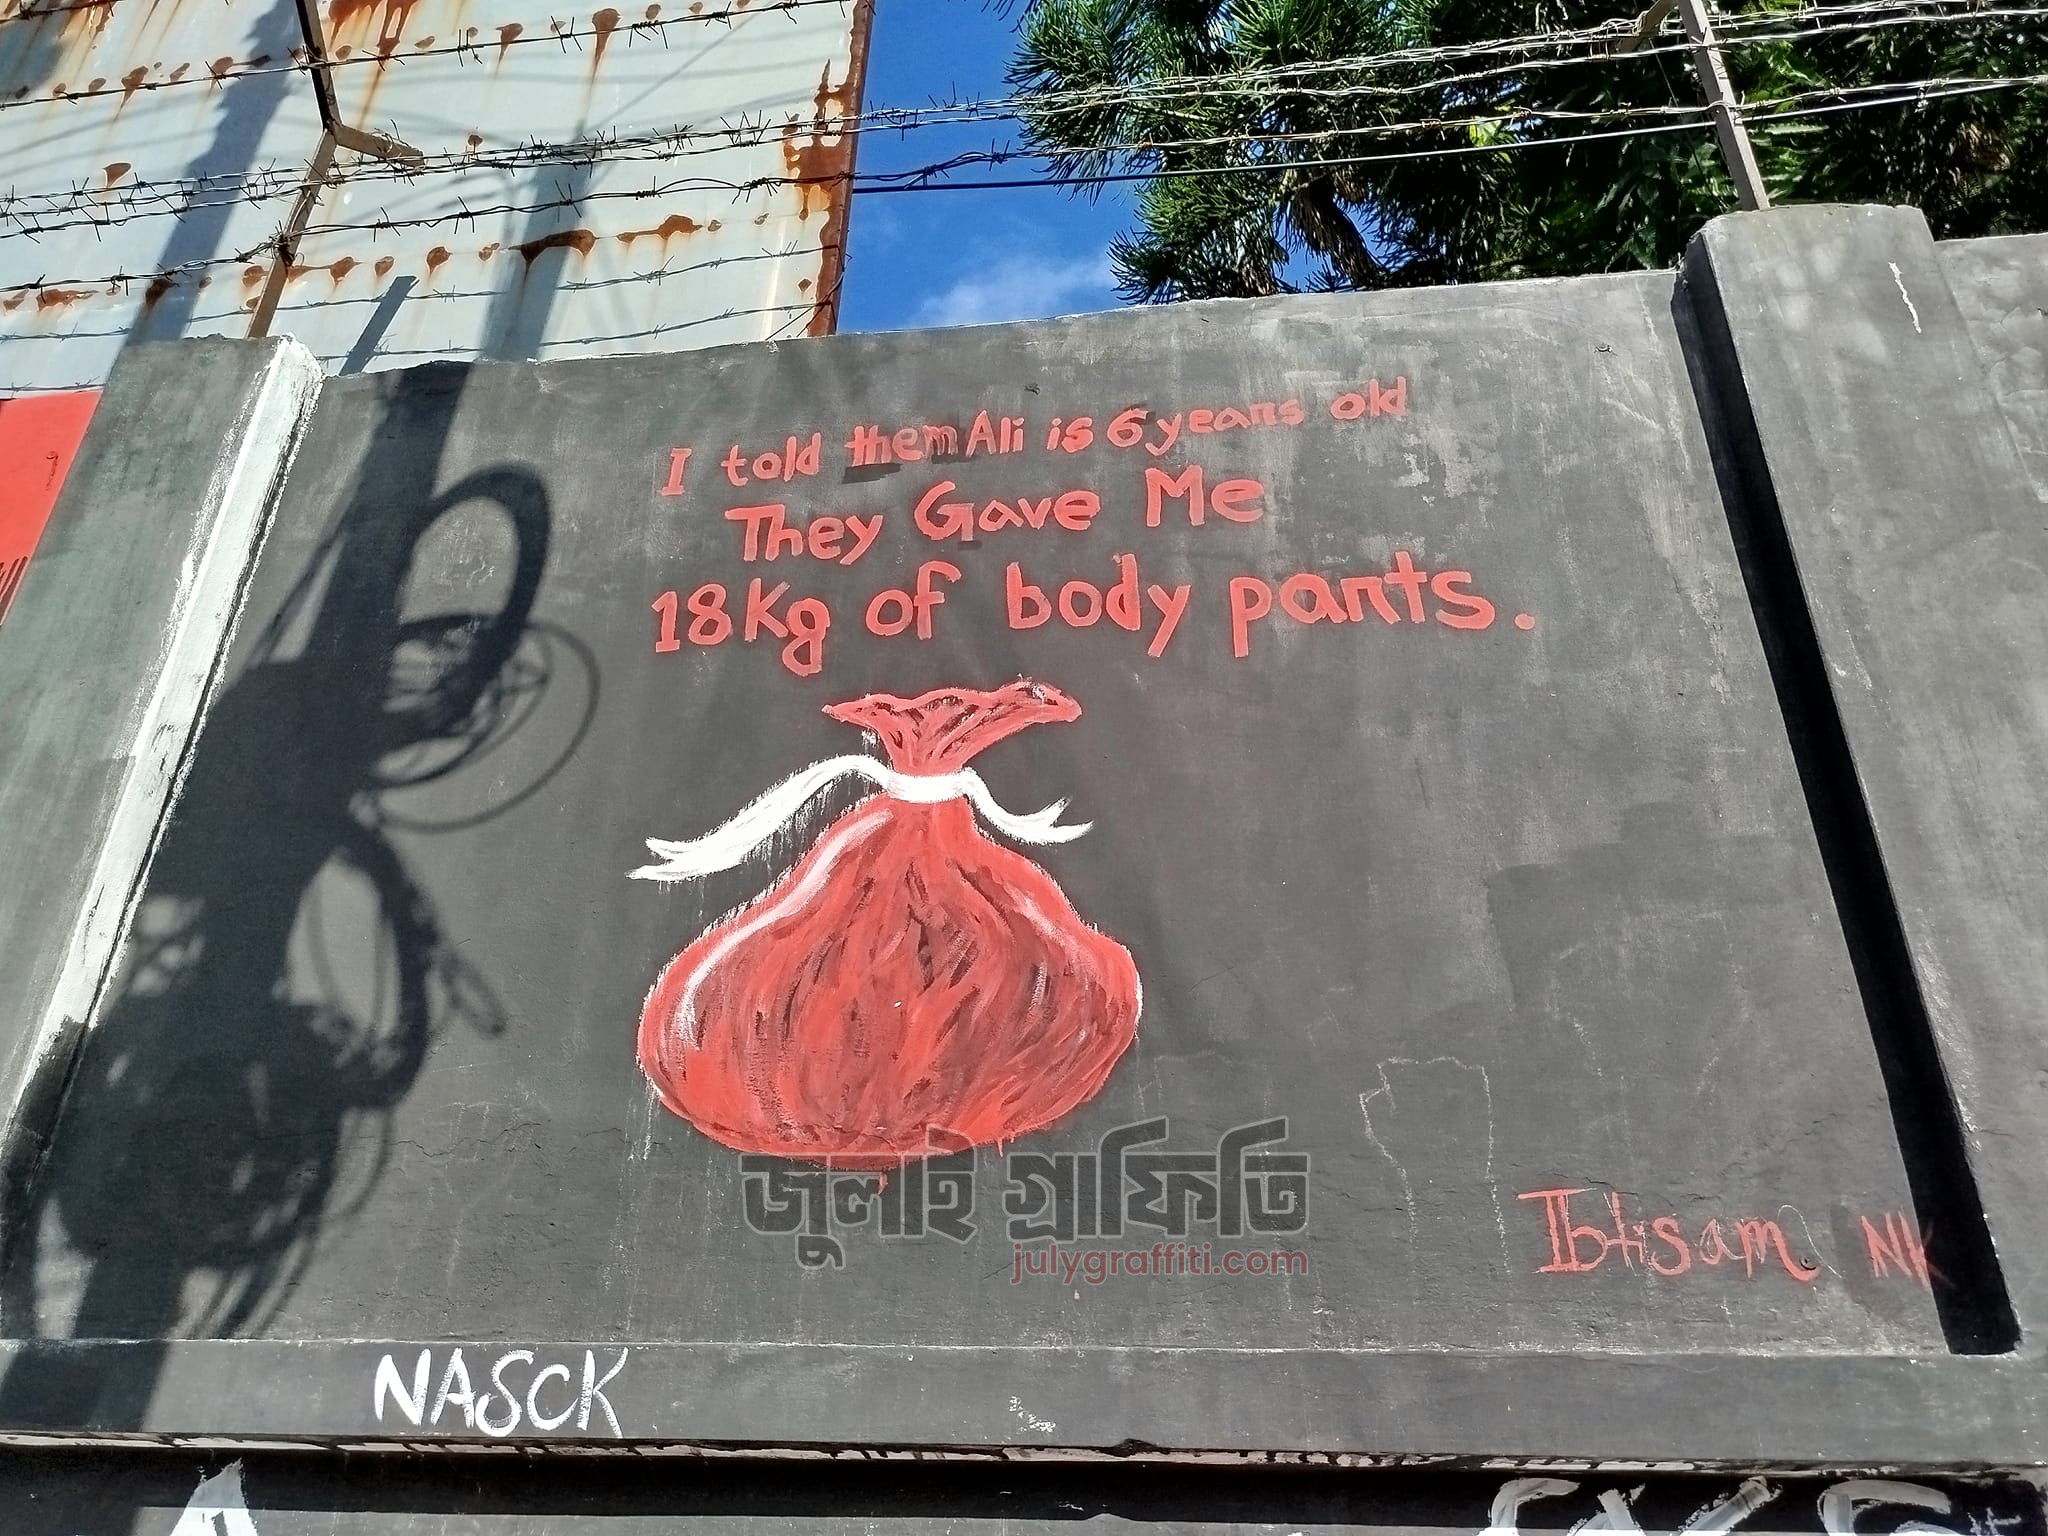 I told them Ali is 6 years old
They Gave Me
18Kg of body parts.
জুলাই গ্রাফিতি
julygraffiti.com
Ibtisam NK
NASCK